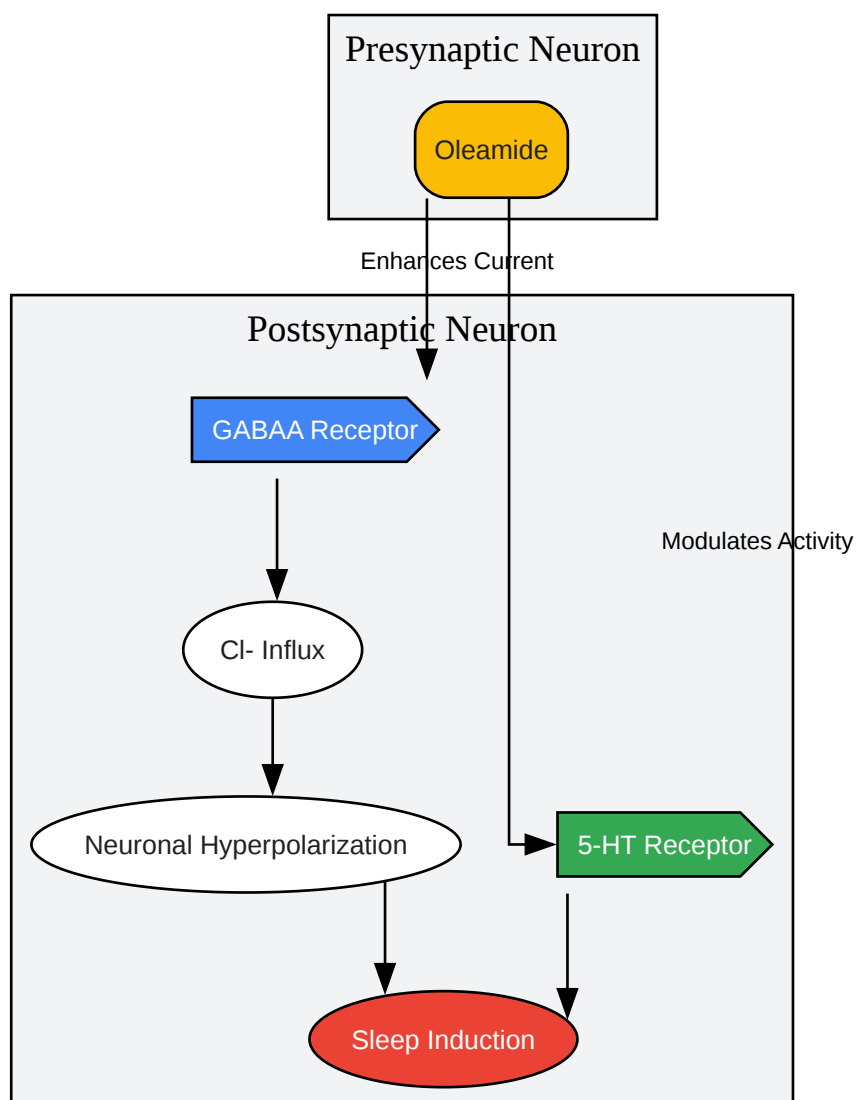 Presynaptic Neuron
Oleamide
Enhances Current
Postsynaptic Neuron
GABAA Receptor
Modulates Activity
Cl- Influx
Neuronal Hyperpolarization
5-HT Receptor
Sleep Induction